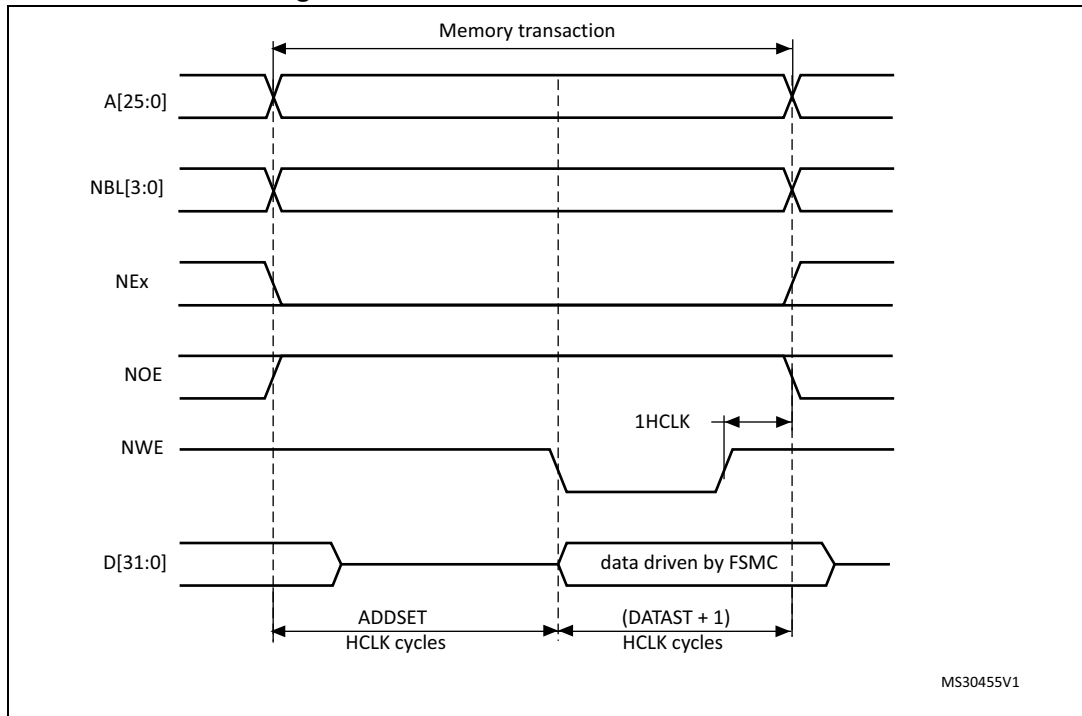 Memory transaction
A[25:0]
NBL[3:0]
NEx
NOE
1HCLK
NWE
D[31:0]
data driven by FSMC
ADDSET
HCLK cycles
(DATAST + 1)
HCLK cycles
MS30455V1